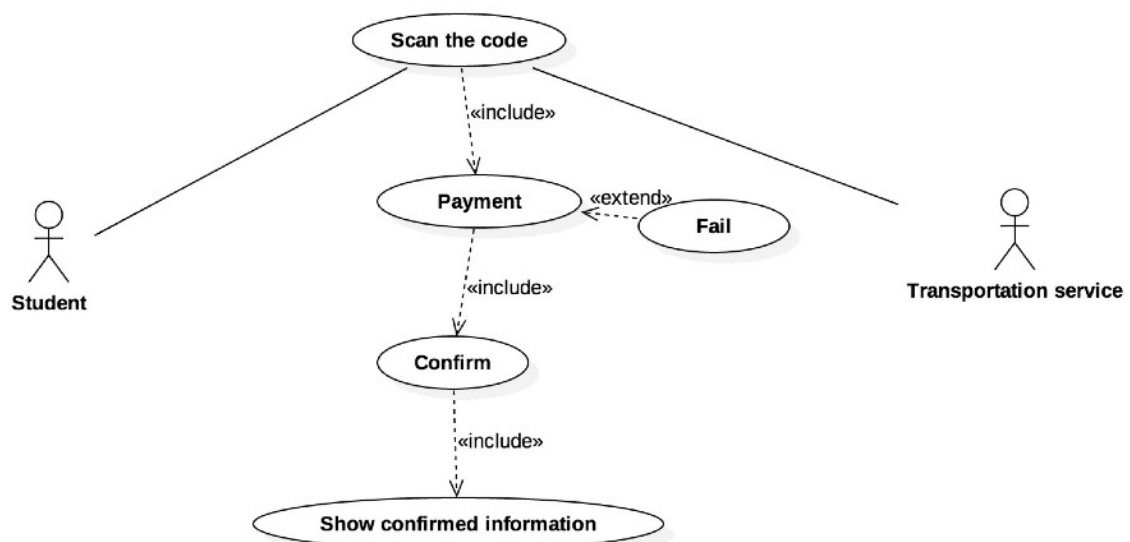 Scan the code
«include»
Payment
«extend»
Fail
«include»
Student
Transportation service
Confirm
«include»
Show confirmed information